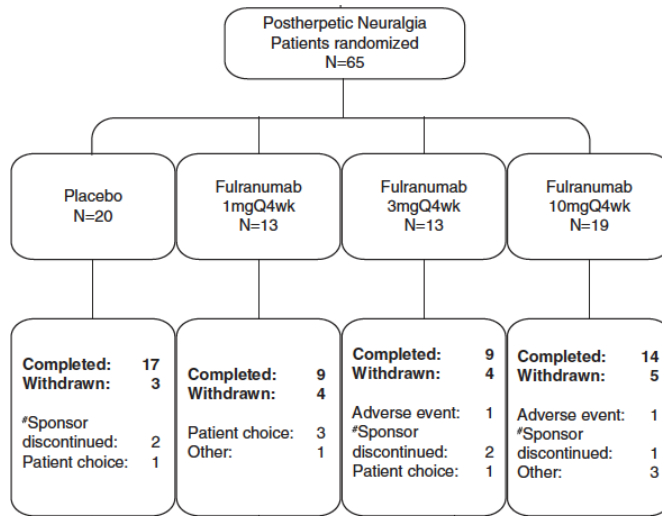 Postherpetic Neuralgia
Patients randomized
N=65
Placebo
N=20
Fulranumab
1mgQ4wk
N=13
Fulranumab
3mgQ4wk
N=13
Fulranumab
10mgQ4wk
N=19
Completed: 17
Withdrawn: 3
#Sponsor
discontinued: 2
Patient choice: 1
Completed: 9
Withdrawn: 4
Patient choice: 3
Other: 1
Completed: 9
Withdrawn: 4
Adverse event: 1
#Sponsor
discontinued: 2
Patient choice: 1
Completed: 14
Withdrawn: 5
Adverse event: 1
#Sponsor
discontinued: 1
Other: 3